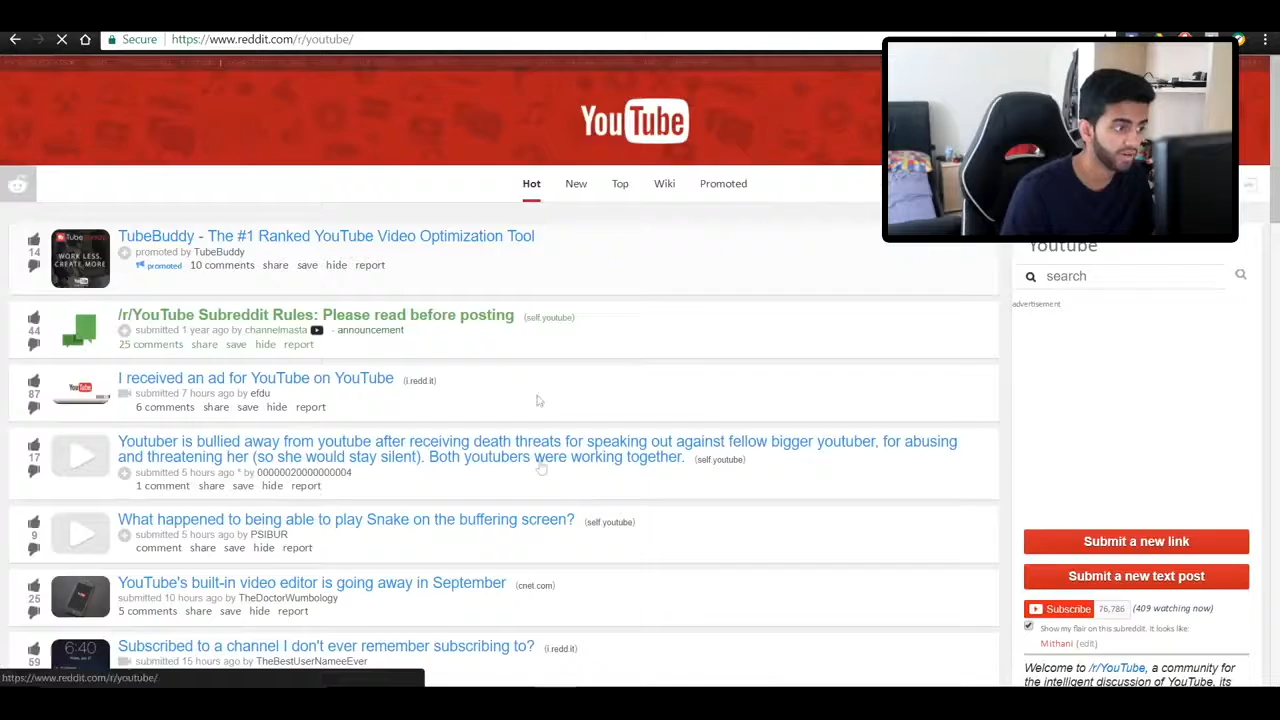 Secure https://www.reddit.com/r/youtube/
YouTube
Hot New Top Wiki Promoted
TubeBuddy - The #1 Ranked YouTube Video Optimization Tool
promoted by TubeBuddy
14
WORK LESS,
CREATE MORE
promoted 10 comments share save hide report
/r/YouTube Subreddit Rules: Please read before posting (self.youtube)
44
submitted 1 year ago by channelmasta - announcement
25 comments share save hide report
I received an ad for YouTube on YouTube (i.redd.it)
87
submitted 7 hours ago by efdu
6 comments share save hide report
Youtuber is bullied away from youtube after receiving death threats for speaking out against fellow bigger youtuber, for abusing
and threatening her (so she would stay silent). Both youtubers were working together. (self.youtube)
17
submitted 5 hours ago * by 00000020000000004
1 comment share save hide report
What happened to being able to play Snake on the buffering screen? (self.youtube)
9
submitted 5 hours ago by PSIBUR
comment share save hide report
YouTube's built-in video editor is going away in September (cnet.com)
25
submitted 10 hours ago by TheDoctorWumbology
5 comments share save hide report
Subscribed to a channel I don't ever remember subscribing to? (i.redd.it)
59
6:40
submitted 15 hours ago by TheBestUserNameeEver
https://www.reddit.com/r/youtube/
Youtube
search
advertisement
Submit a new link
Submit a new text post
Subscribe 76,786 (409 watching now)
Show my flair on this subreddit. It looks like:
Mithani (edit)
Welcome to /r/YouTube, a community for
the intelligent discussion of YouTube, its